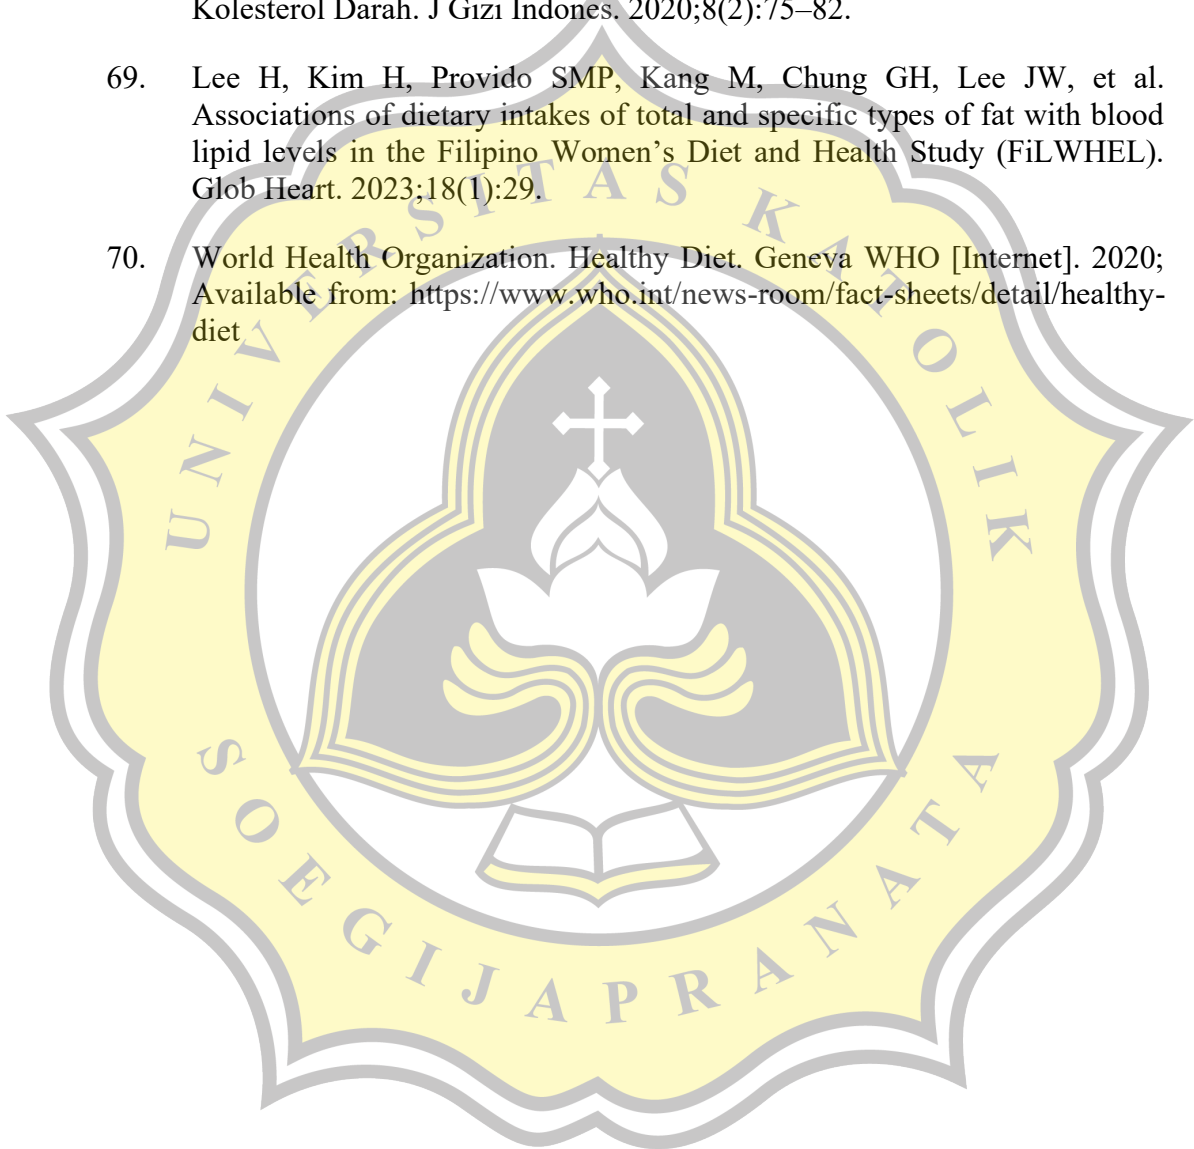 Kolesterol Darah. J Gizi Indones. 2020;8(2):75–82.
69. Lee H, Kim H, Provido SMP, Kang M, Chung GH, Lee JW, et al.
Associations of dietary intakes of total and specific types of fat with blood
lipid levels in the Filipino Women’s Diet and Health Study (FiLWHEL).
Glob Heart. 2023;18(1):29.
70. World Health Organization. Healthy Diet. Geneva WHO [Internet]. 2020;
Available from: https://www.who.int/news-room/fact-sheets/detail/healthy-
diet
UNIVERSITAS KATOLIK
SOEGIJAPRANATA